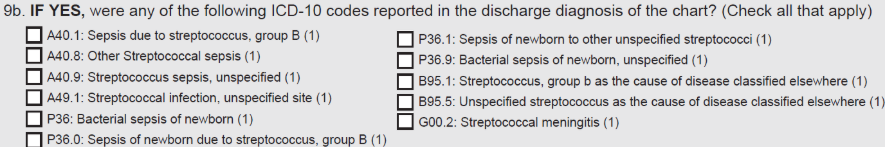 9b. IF YES, were any of the following ICD-10 codes reported in the discharge diagnosis of the chart? (Check all that apply)
A40.1: Sepsis due to streptococcus, group B (1)
A40.8: Other Streptococcal sepsis (1)
A40.9: Streptococcus sepsis, unspecified (1)
A49.1: Streptococcal infection, unspecified site (1)
P36: Bacterial sepsis of newborn (1)
P36.0: Sepsis of newborn due to streptococcus, group B (1)
P36.1: Sepsis of newborn to other unspecified streptococci (1)
P36.9: Bacterial sepsis of newborn, unspecified (1)
B95.1: Streptococcus, group b as the cause of disease classified elsewhere (1)
B95.5: Unspecified streptococcus as the cause of disease classified elsewhere (1)
G00.2: Streptococcal meningitis (1)